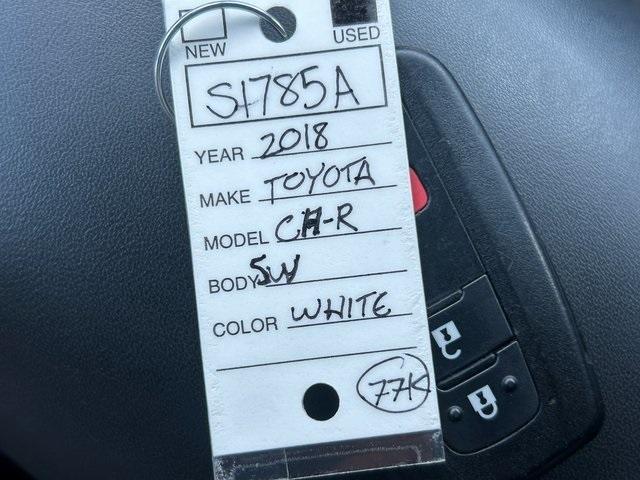 NEW USED
S1785A
YEAR 2018
MAKE TOYOTA
MODEL CH-R
BODY SW
COLOR WHITE
77K